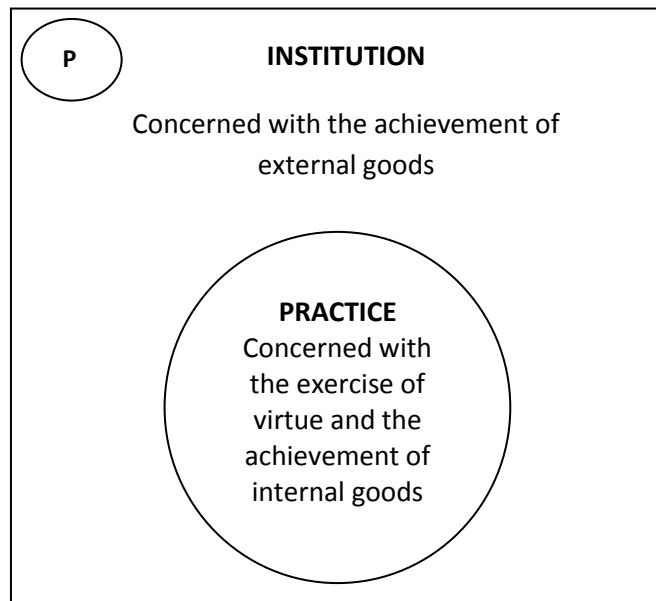 P
INSTITUTION
Concerned with the achievement of
external goods
PRACTICE
Concerned with
the exercise of
virtue and the
achievement of
internal goods